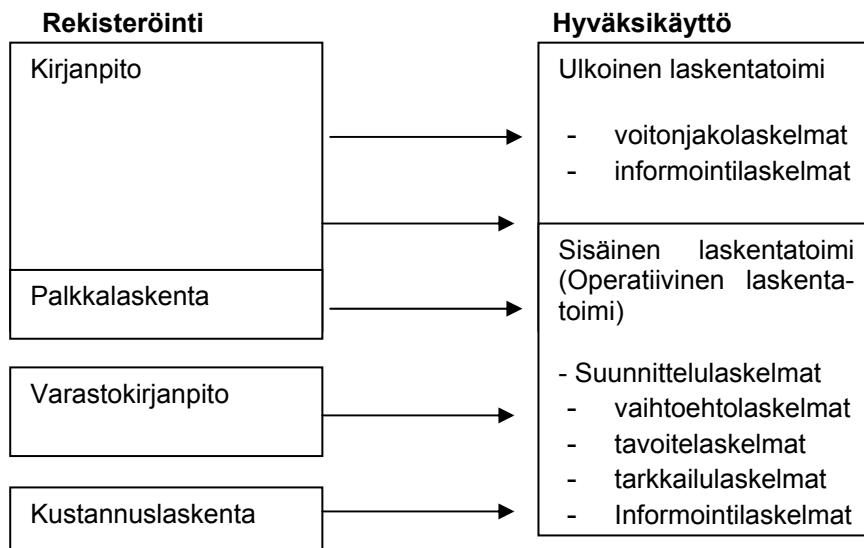 Rekisteröinti
Kirjanpito
Palkkalaskenta
Varastokirjanpito
Kustannuslaskenta
Hyväksikäyttö
Ulkoinen laskentatoimi
- voitonjakolaskelmat
- informointilaskelmat
Sisäinen laskentatoimi
(Operatiivinen laskenta-
toimi)
- Suunnittelulaskelmat
- vaihtoehtolaskelmat
- tavoitelaskelmat
- tarkkailulaskelmat
- Informointilaskelmat